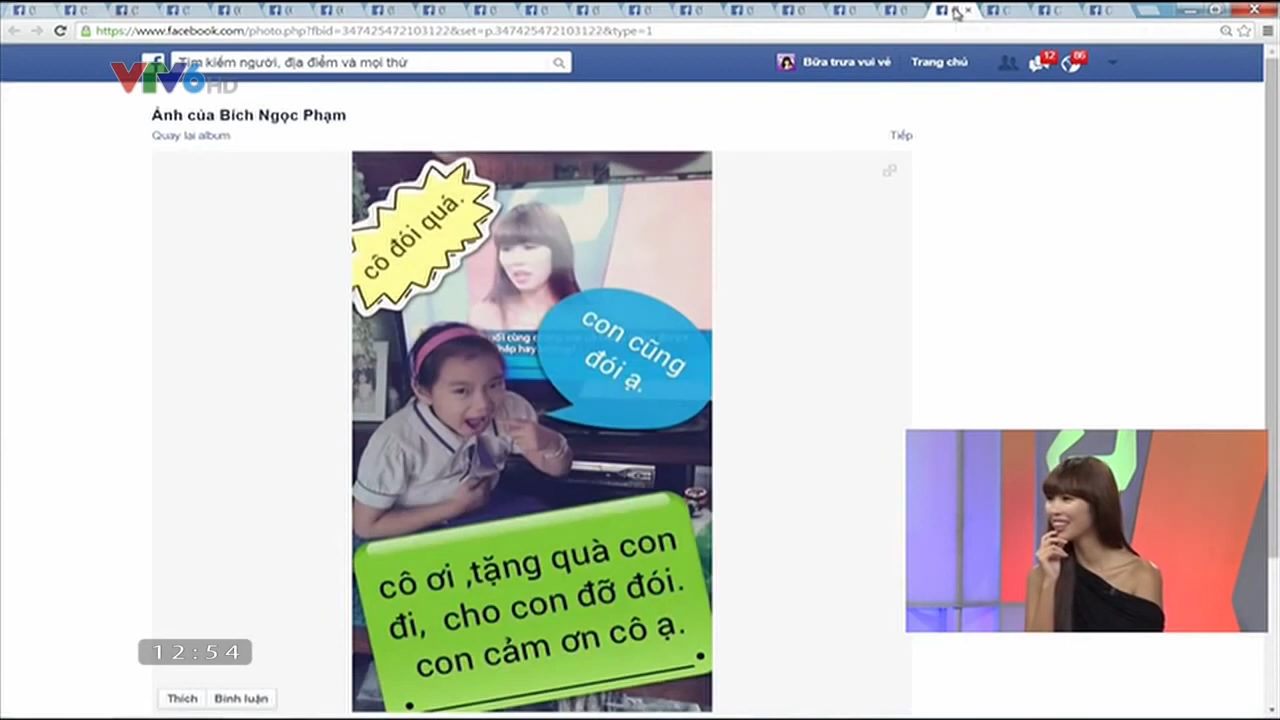 https://www.facebook.com/photo.php?fbid=347425472103122&set=p.347425472103122&type=1
Tìm kiếm người, địa điểm và mọi thứ
Bữa trưa vui vẻ
Trang chủ
12
86
VTV6HD
Ảnh của Bích Ngọc Phạm
Quay lại album
Tiếp
cô đói quá.
con cũng
đói ạ.
cô ơi ,tặng quà con
đi, cho con đỡ đói.
con cảm ơn cô ạ.
12:54
Thích
Bình luận